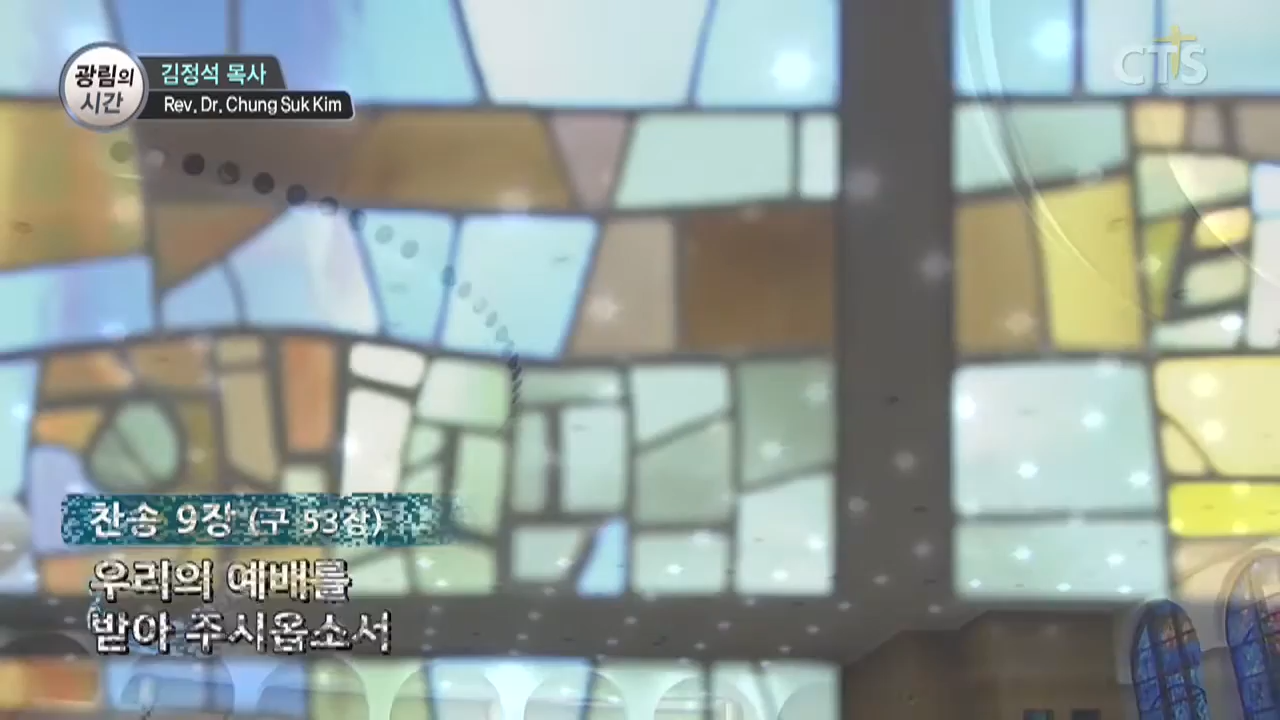 광림의
시간
김정석 목사
Rev. Dr. Chung Suk Kim
CTS
찬송 9장 (구 53장)
우리의 예배를
받아 주시옵소서